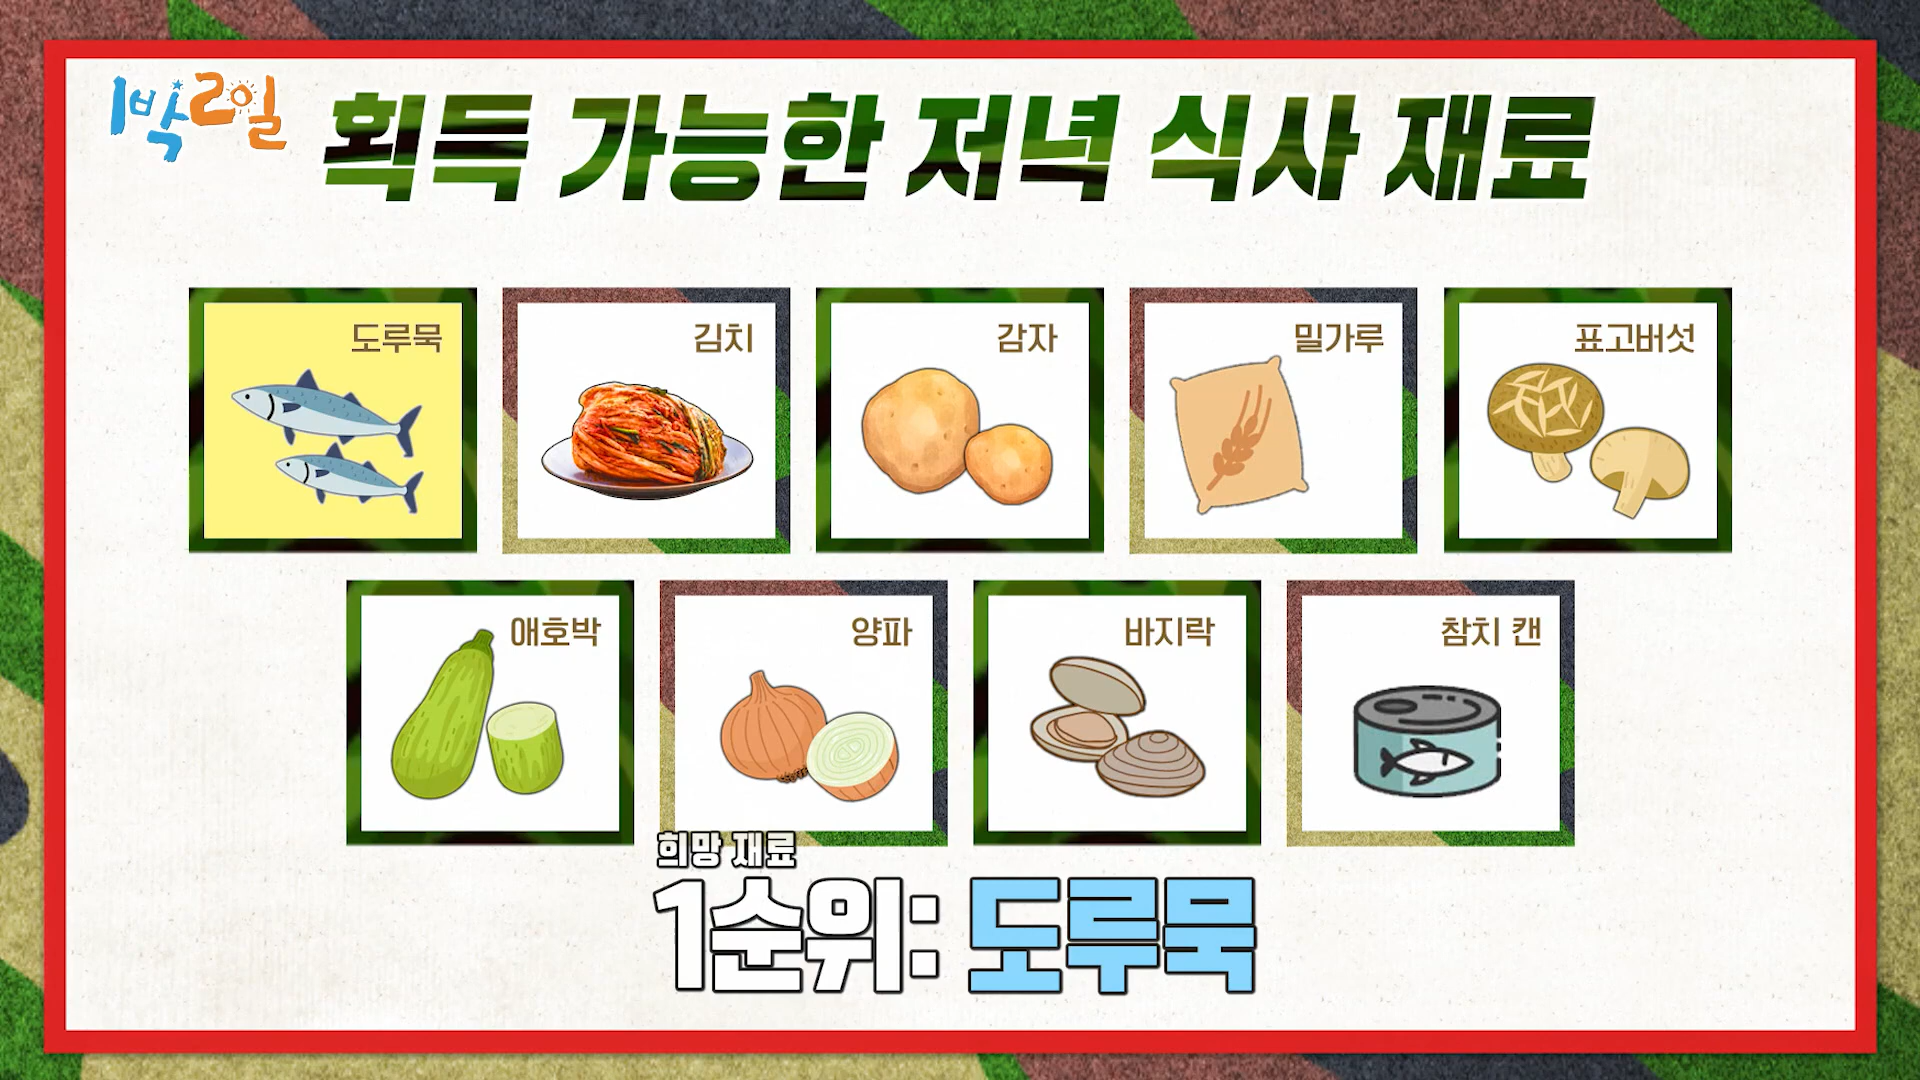 1박2일
획득 가능한 저녁 식사 재료
도루묵
김치
감자
밀가루
표고버섯
애호박
양파
바지락
참치 캔
희망 재료
1순위: 도루묵